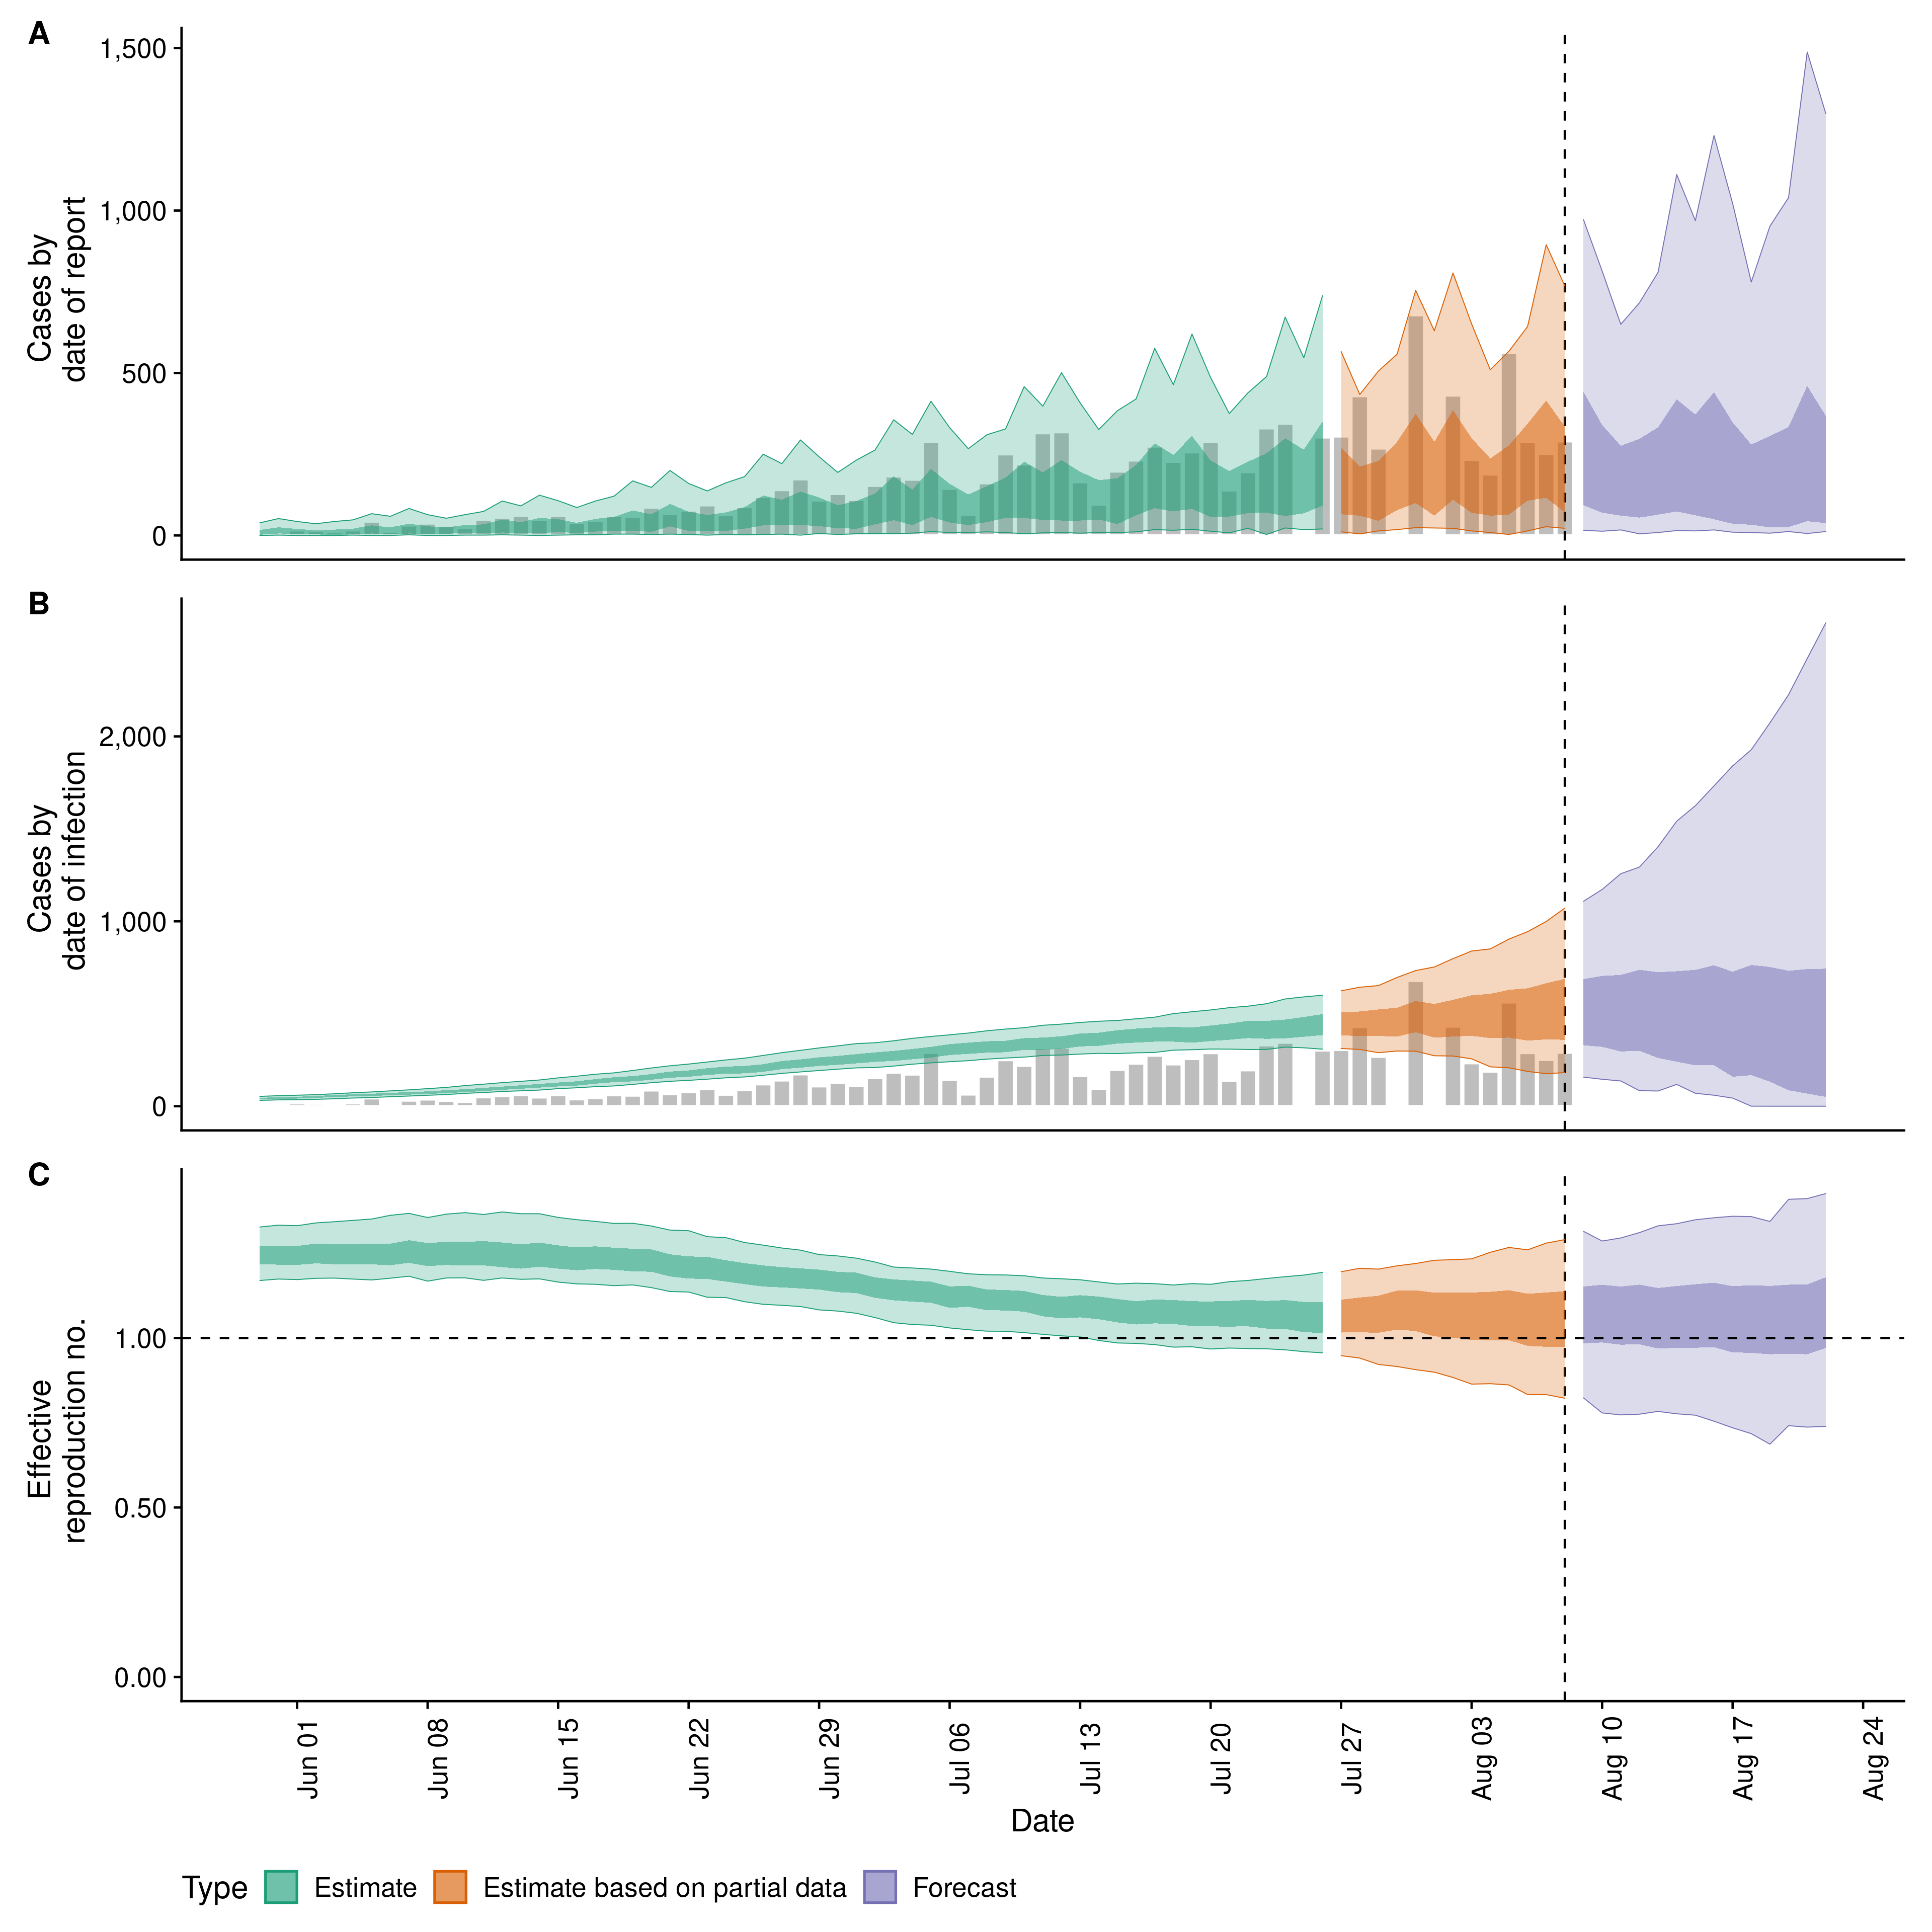 A
1,500
1,000
500
0
Cases by
date of report
B
2,000
1,000
0
Cases by
date of infection
C
1.00
0.50
0.00
Effective
reproduction no.
Jun 01
Jun 08
Jun 15
Jun 22
Jun 29
Jul 06
Jul 13
Jul 20
Jul 27
Aug 03
Aug 10
Aug 17
Aug 24
Date
Type Estimate Estimate based on partial data Forecast